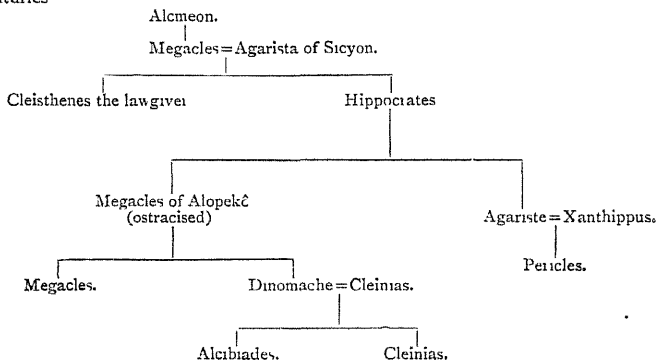 Alcmeon.
Megacles=Agarista of Sicyon.
Cleisthenes the lawgiver Hippocrates
Megacles of Alopekê
(ostracised)
Agariste=Xanthippus.
Pericles.
Megacles. Dinomache=Cleinias.
Alcibiades. Cleinias.